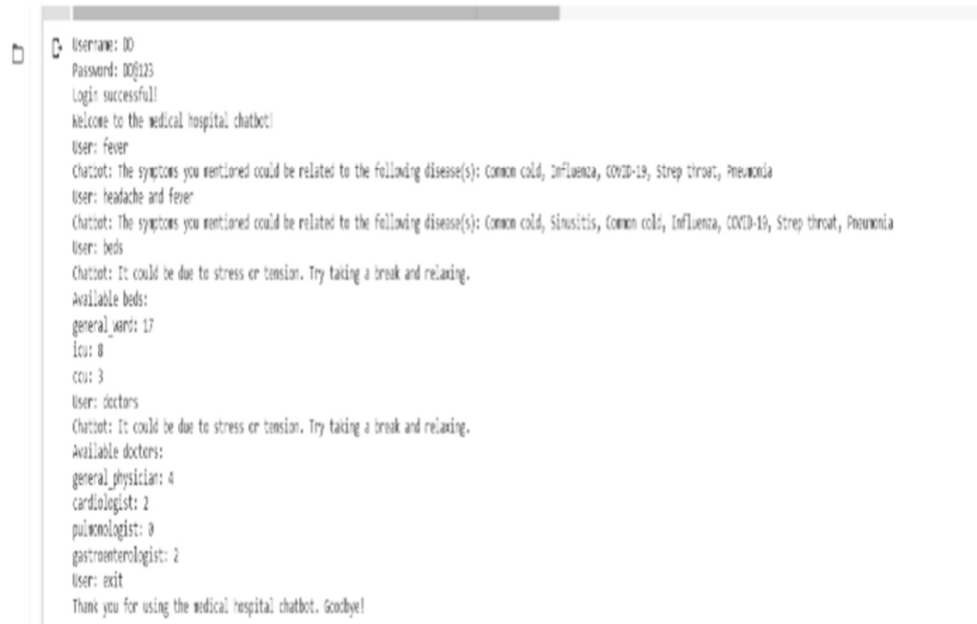 Username: DO
Password: DO@123
Login successful!
Welcome to the medical hospital chatbot!
User: fever
Chatbot: The symptoms you mentioned could be related to the following disease(s): Common cold, Influenza, COVID-19, Strep throat, Pneumonia
User: headache and fever
Chatbot: The symptoms you mentioned could be related to the following disease(s): Common cold, Sinusitis, Common cold, Influenza, COVID-19, Strep throat, Pneumonia
User: beds
Chatbot: It could be due to stress or tension. Try taking a break and relaxing.
Available beds:
general_ward: 17
icu: 8
ccu: 3
User: doctors
Chatbot: It could be due to stress or tension. Try taking a break and relaxing.
Available doctors:
general_physician: 4
cardiologist: 2
pulmonologist: 0
gastroenterologist: 2
User: exit
Thank you for using the medical hospital chatbot. Goodbye!